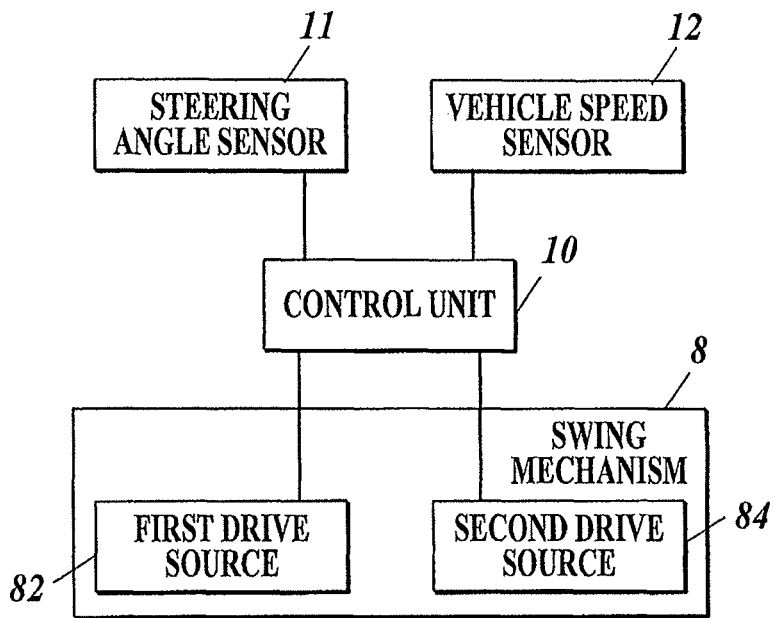 11
12
STEERING
ANGLE SENSOR
VEHICLE SPEED
SENSOR
10
CONTROL UNIT
8
SWING
MECHANISM
FIRST DRIVE
SOURCE
SECOND DRIVE
SOURCE
84
82